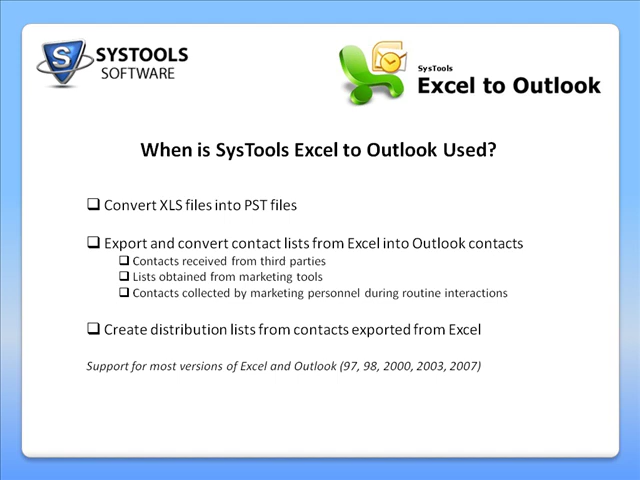 SYSTOOLS
SOFTWARE
SysTools
Excel to Outlook
When is SysTools Excel to Outlook Used?
Convert XLS files into PST files
Export and convert contact lists from Excel into Outlook contacts
Contacts received from third parties
Lists obtained from marketing tools
Contacts collected by marketing personnel during routine interactions
Create distribution lists from contacts exported from Excel
Support for most versions of Excel and Outlook (97, 98, 2000, 2003, 2007)